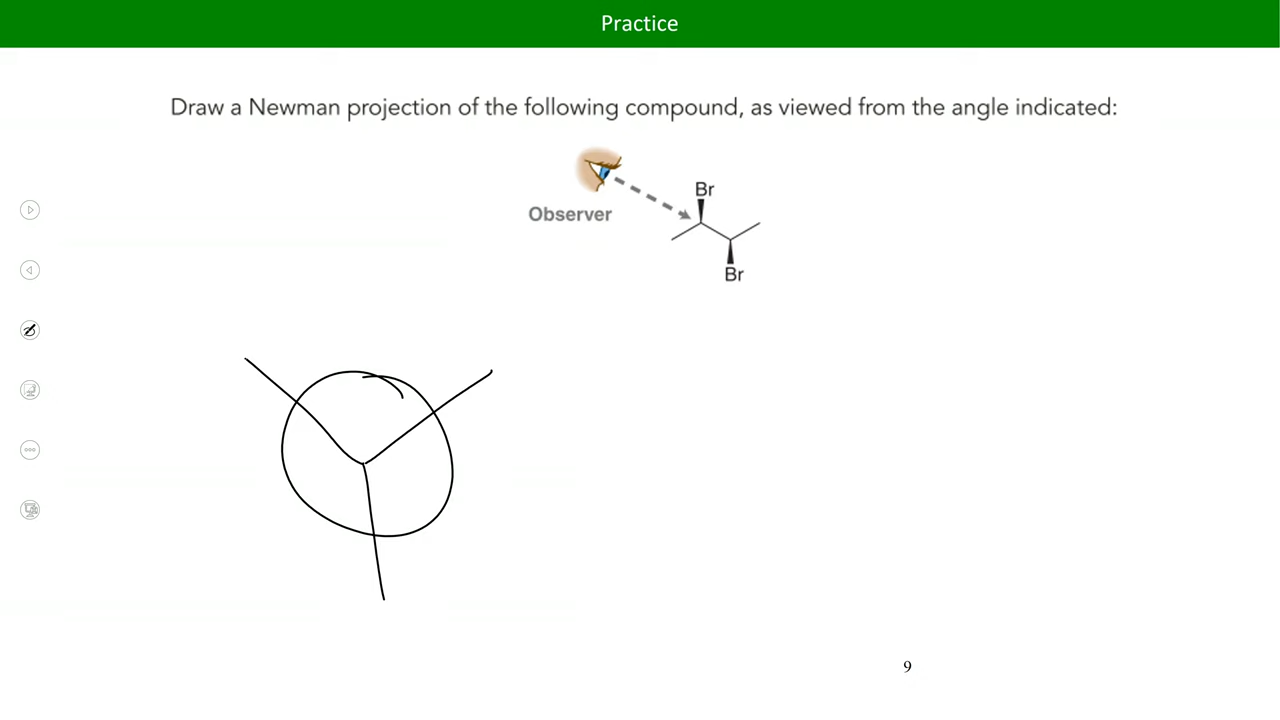 Practice
Draw a Newman projection of the following compound, as viewed from the angle indicated:
Br
Observer
Br
9